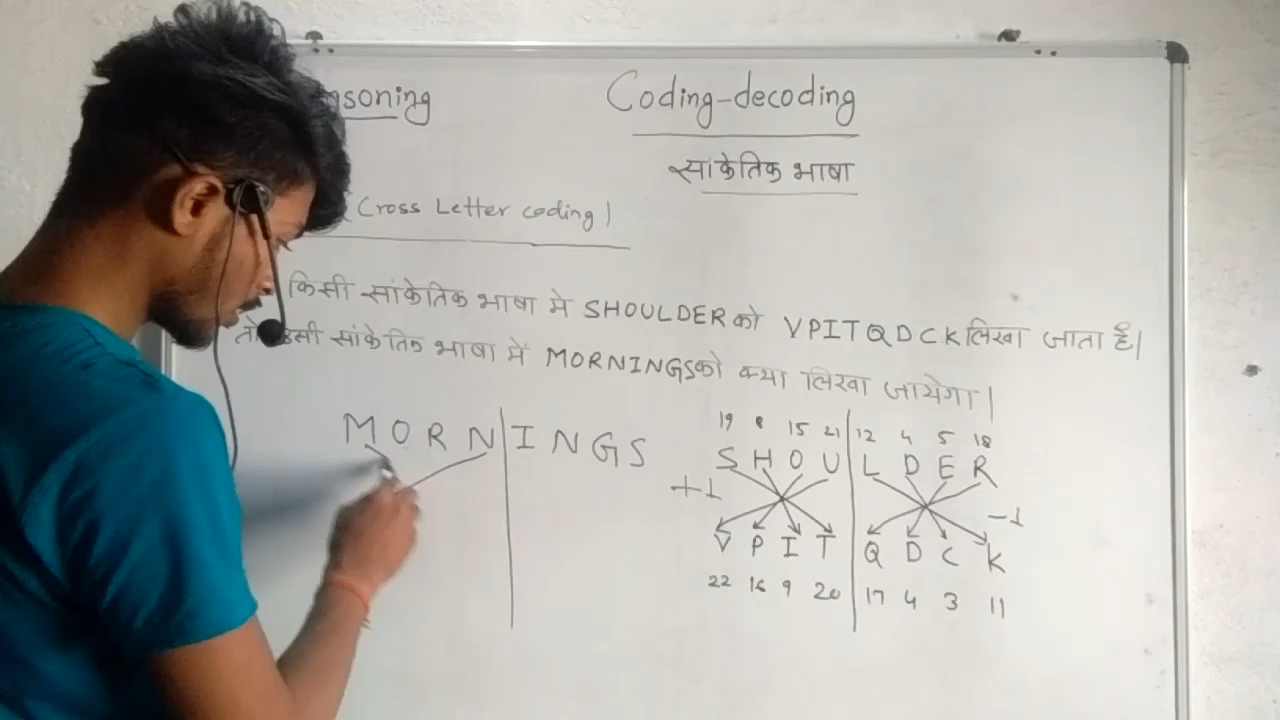 Coding-decoding
सांकेतिक भाषा
(Cross Letter coding)
किसी सांकेतिक भाषा मे SHOULDER को VPITQDCK लिखा जाता है।
तो उसी सांकेतिक भाषा में MORNINGS को क्या लिखा जायेगा|
19 8 15 21 12 4 5 18
M O R N I N G S
S H O U L D E R
+1
-1
V P I T Q D C K
22 16 9 20 17 4 3 11